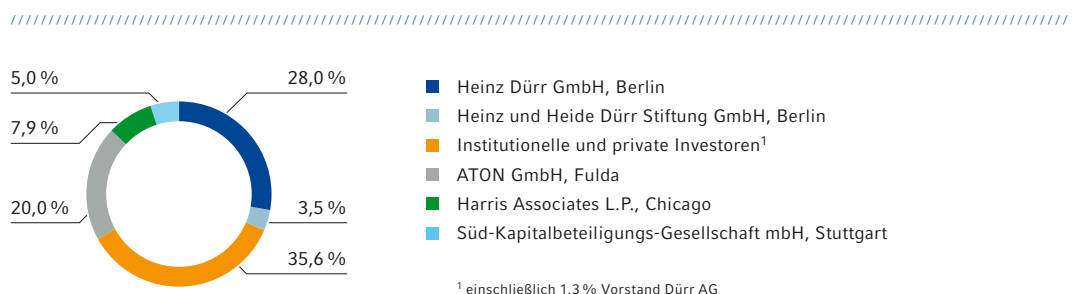 5,0 %
28,0 %
7,9 %
20,0 %
3,5 %
35,6 %
Heinz Dürr GmbH, Berlin
Heinz und Heide Dürr Stiftung GmbH, Berlin
Institutionelle und private Investoren¹
ATON GmbH, Fulda
Harris Associates L.P., Chicago
Süd-Kapitalbeteiligungs-Gesellschaft mbH, Stuttgart
¹ einschließlich 1,3 % Vorstand Dürr AG